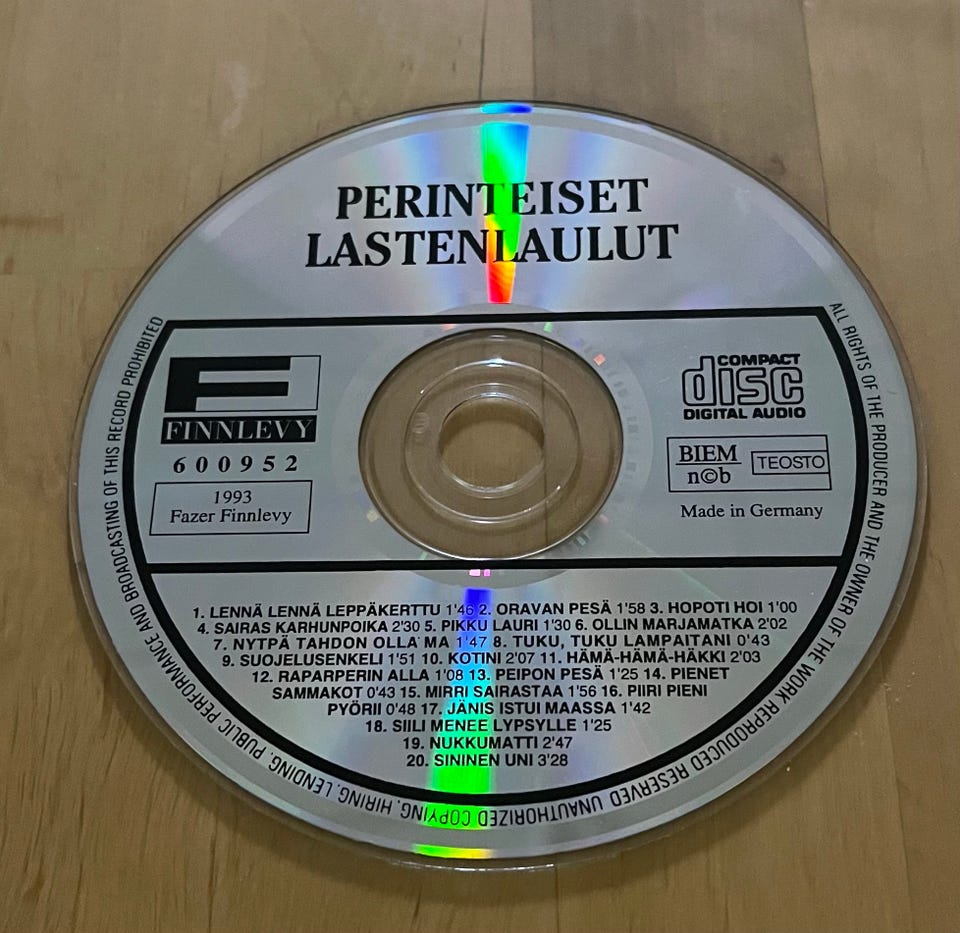 PERINTEISET
LASTENLAULUT
FINNLEVY
600952
1993
Fazer Finnlevy
COMPACT
disc
DIGITAL AUDIO
BIEM
n©b
TEOSTO
Made in Germany
1. LENNÄ LENNÄ LEPPÄKERTTU 1'46 2. ORAVAN PESÄ 1'58 3. HOPOTI HOI 1'00
4. SAIRAS KARHUNPOIKA 2'30 5. PIKKU LAURI 1'30 6. OLLIN MARJAMATKA 2'02
7. NYTPÄ TAHDON OLLA MA 1'47 8. TUKU, TUKU LAMPAITANI 0'43
9. SUOJELUSENKELI 1'51 10. KOTINI 2'07 11. HÄMÄ-HÄMÄ-HÄKKI 2'03
12. RAPARPERIN ALLA 1'08 13. PEIPON PESÄ 1'25 14. PIENET
SAMMAKOT 0'43 15. MIRRI SAIRASTAA 1'56 16. PIIRI PIENI
PYÖRII 0'48 17. JÄNIS ISTUI MAASSA 1'42
18. SIILI MENEE LYPSYLLE 1'25
19. NUKKUMATTI 2'47
20. SININEN UNI 3'28
ALL RIGHTS OF THE PRODUCER AND THE OWNER OF THE WORK REPRODUCED RESERVED. UNAUTHORIZED COPYING, HIRING, LENDING, PUBLIC PERFORMANCE AND BROADCASTING OF THIS RECORD PROHIBITED